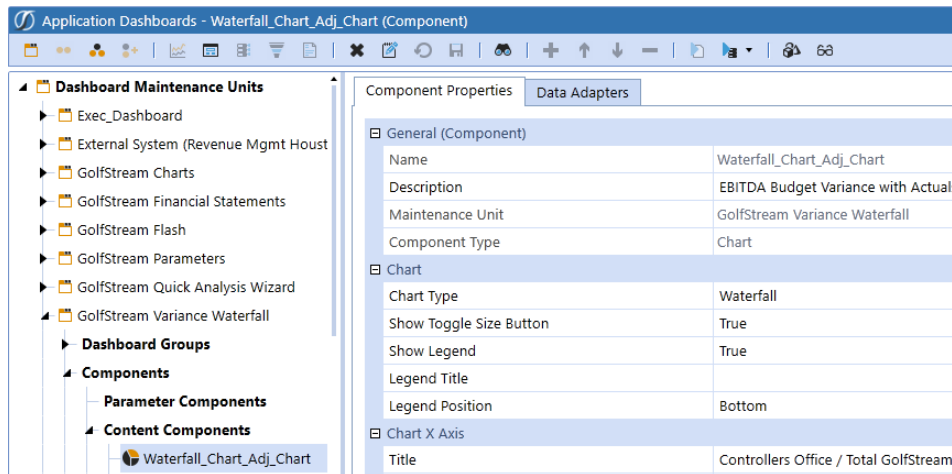 Application Dashboards - Waterfall_Chart_Adj_Chart (Component)
Dashboard Maintenance Units
Exec_Dashboard
External System (Revenue Mgmt Houst
GolfStream Charts
GolfStream Financial Statements
GolfStream Flash
GolfStream Parameters
GolfStream Quick Analysis Wizard
GolfStream Variance Waterfall
Dashboard Groups
Components
Parameter Components
Content Components
Waterfall_Chart_Adj_Chart
Component Properties Data Adapters
General (Component)
Name Waterfall_Chart_Adj_Chart
Description EBITDA Budget Variance with Actual
Maintenance Unit GolfStream Variance Waterfall
Component Type Chart
Chart
Chart Type Waterfall
Show Toggle Size Button True
Show Legend True
Legend Title
Legend Position Bottom
Chart X Axis
Title Controllers Office / Total GolfStream